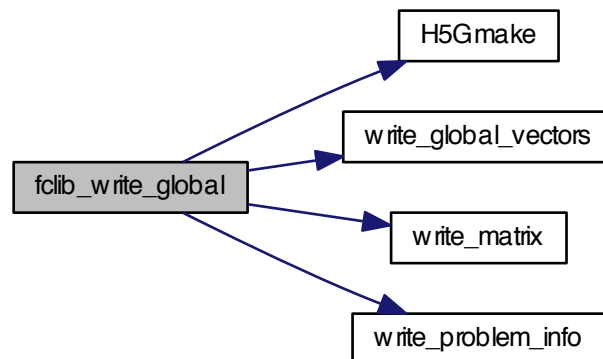 H5Gmake
write_global_vectors
fclib_write_global
write_matrix
write_problem_info